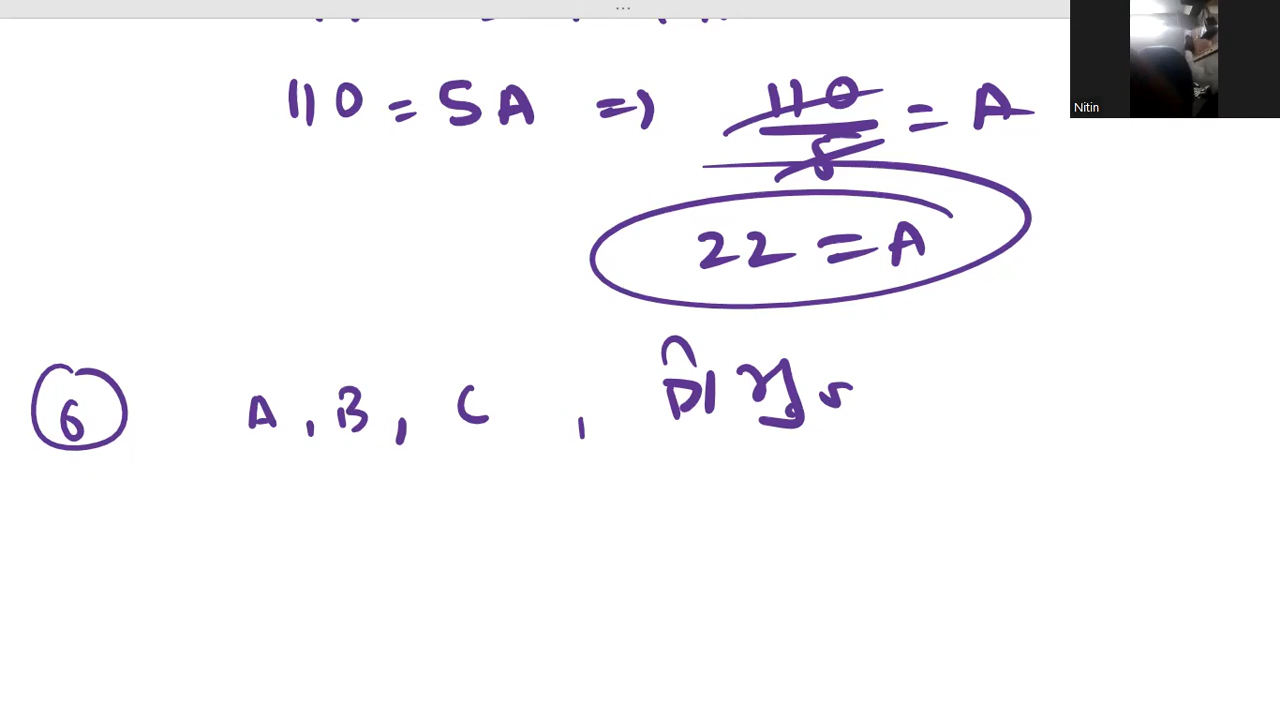 Nitin
110 = 5A => 110/5 = A
22 = A
6 A, B, C,